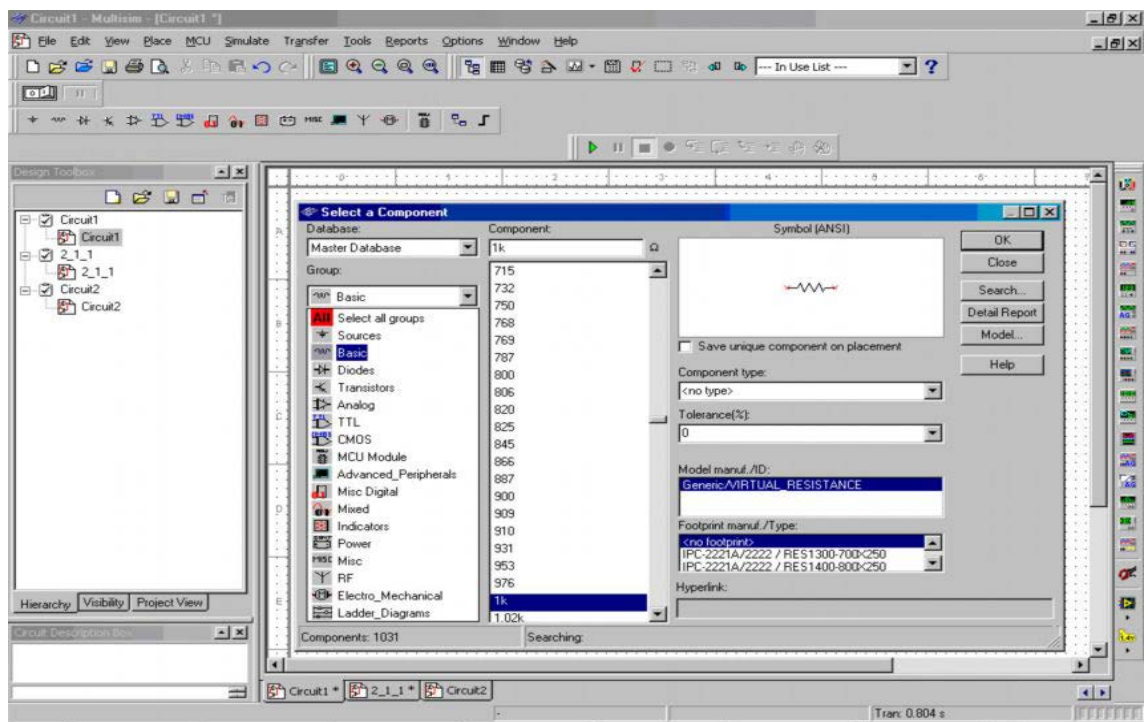 Circuit1 - Multisim - [Circuit1 *]
File Edit View Place MCU Simulate Transfer Tools Reports Options Window Help
--- In Use List ---
Design Toolbox
Circuit1
Circuit1
2_1_1
2_1_1
Circuit2
Circuit2
Hierarchy Visibility Project View
Circuit Description Box
Select a Component
Database:
Master Database
Group:
Basic
All Select all groups
Sources
Basic
Diodes
Transistors
Analog
TTL
CMOS
MCU Module
Advanced_Peripherals
Misc Digital
Mixed
Indicators
Power
Misc
RF
Electro_Mechanical
Ladder_Diagrams
Component:
1k Ω
715
732
750
768
769
787
800
806
820
825
845
866
887
900
909
910
931
953
976
1k
1.02k
Symbol (ANSI)
Save unique component on placement
Component type:
<no type>
Tolerance(%):
0
Model manuf./ID:
Generic/VIRTUAL_RESISTANCE
Footprint manuf./Type:
<no footprint>
IPC-2221A/2222 / RES1300-700X250
IPC-2221A/2222 / RES1400-800X250
Hyperlink:
OK
Close
Search...
Detail Report
Model...
Help
Components: 1031 Searching:
Circuit1 * 2_1_1 * Circuit2
Tran: 0.804 s